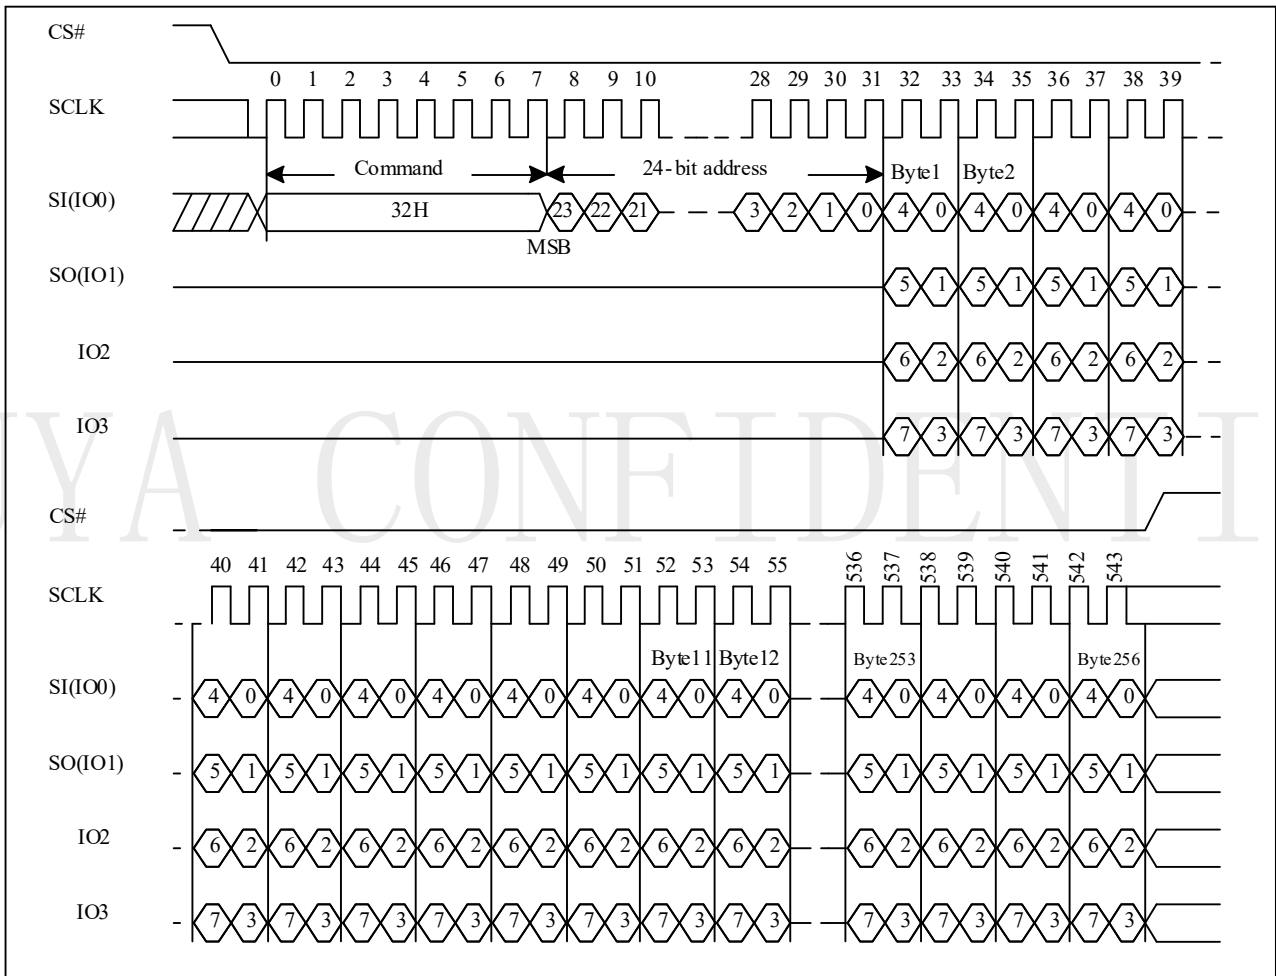 CS#
0 1 2 3 4 5 6 7 8 9 10 28 29 30 31 32 33 34 35 36 37 38 39
SCLK
Command 24-bit address Byte1 Byte2
SI(IO0) 32H 23 22 21 3 2 1 0 4 0 4 0 4 0 4 0
MSB
SO(IO1) 5 1 5 1 5 1 5 1
IO2 6 2 6 2 6 2 6 2
IO3 7 3 7 3 7 3 7 3
UYA CONFIDENTI
CS#
40 41 42 43 44 45 46 47 48 49 50 51 52 53 54 55 536 537 538 539 540 541 542 543
SCLK
Byte11 Byte12 Byte253 Byte256
SI(IO0) 4 0 4 0 4 0 4 0 4 0 4 0 4 0 4 0 4 0 4 0 4 0 4 0
SO(IO1) 5 1 5 1 5 1 5 1 5 1 5 1 5 1 5 1 5 1 5 1 5 1 5 1
IO2 6 2 6 2 6 2 6 2 6 2 6 2 6 2 6 2 6 2 6 2 6 2 6 2
IO3 7 3 7 3 7 3 7 3 7 3 7 3 7 3 7 3 7 3 7 3 7 3 7 3